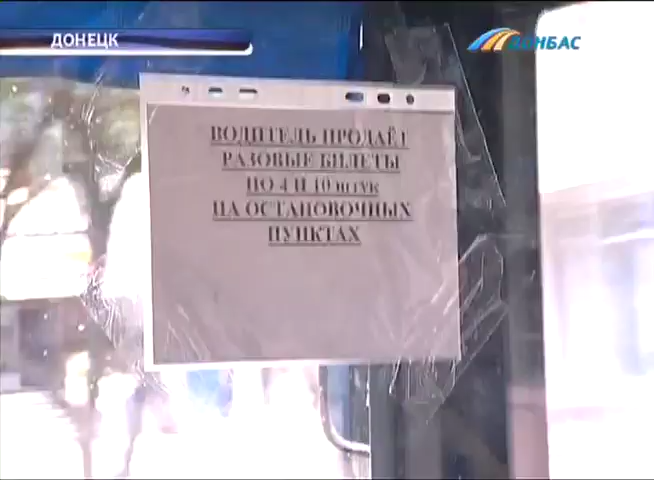 ДОНЕЦК
ДОНБАС
ВОДИТЕЛЬ ПРОДАЁТ
РАЗОВЫЕ БИЛЕТЫ
ПО 4 И 10 штук
НА ОСТАНОВОЧНЫХ
ПУНКТАХ